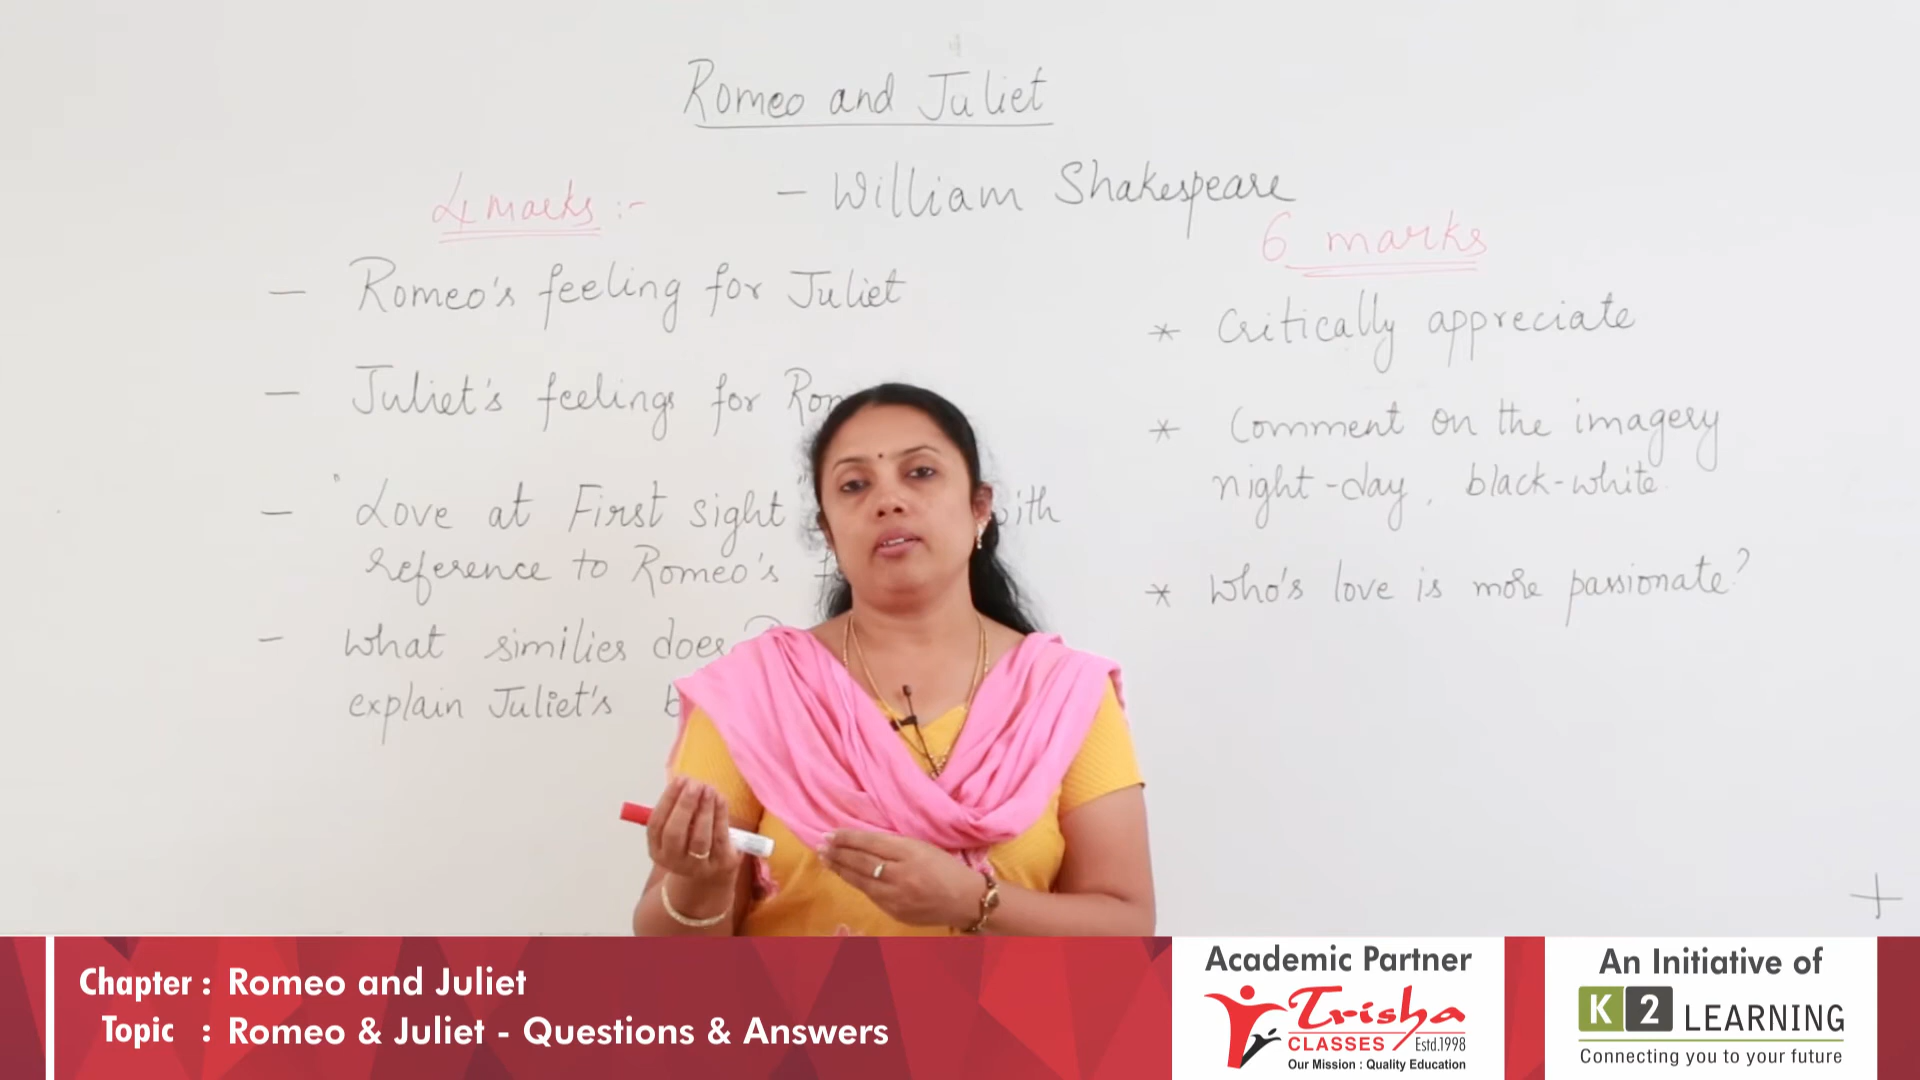 Romeo and Juliet
- William Shakespeare
4 marks :-
- Romeo's feeling for Juliet
- Juliet's feelings for
- "Love at First sight"
reference to Romeo's
- What similies does
explain Juliet's
6 marks
* Critically appreciate
* Comment on the imagery
night-day, black-white.
* Who's love is more passionate?
Chapter : Romeo and Juliet
Topic : Romeo & Juliet - Questions & Answers
Academic Partner
Trisha
CLASSES Estd.1998
Our Mission : Quality Education
An Initiative of
K2 LEARNING
Connecting you to your future